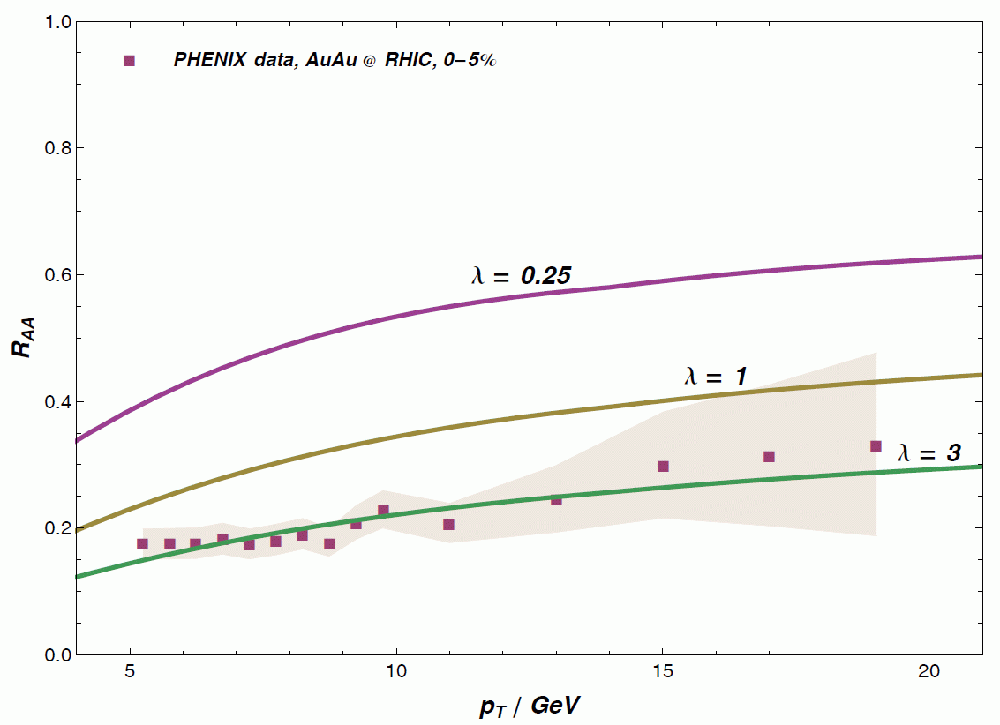 1.0
PHENIX data, AuAu @ RHIC, 0–5%
0.8
0.6
λ = 0.25
R_AA
λ = 1
0.4
λ = 3
0.2
0.0
5 10 15 20
p_T / GeV